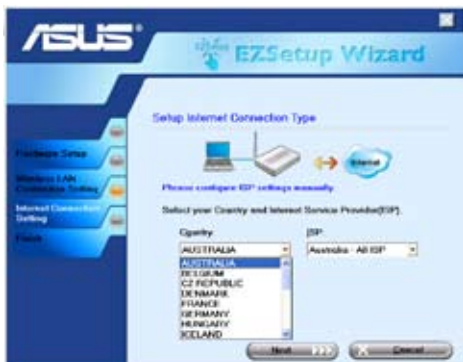 ASUS
EZSetup Wizard
Setup Internet Connection Type
Internet
Please configure ISP settings manually.
Select your Country and Internet Service Provider(ISP).
Country
ISP
AUSTRALIA
Australia - All ISP
AUSTRALIA
BELGIUM
CZ REPUBLIC
DENMARK
FRANCE
GERMANY
HUNGARY
ICELAND
Hardware Setup
Wireless LAN
Connection Setting
Internet Connection
Setting
Finish
Next
Cancel